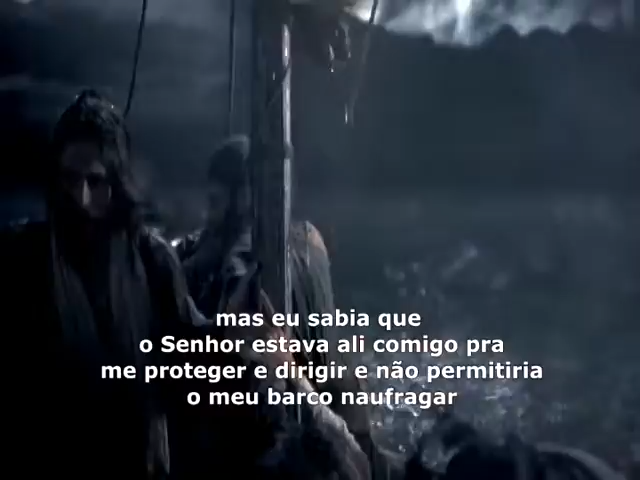 mas eu sabia que
o Senhor estava ali comigo pra
me proteger e dirigir e não permitiria
o meu barco naufragar